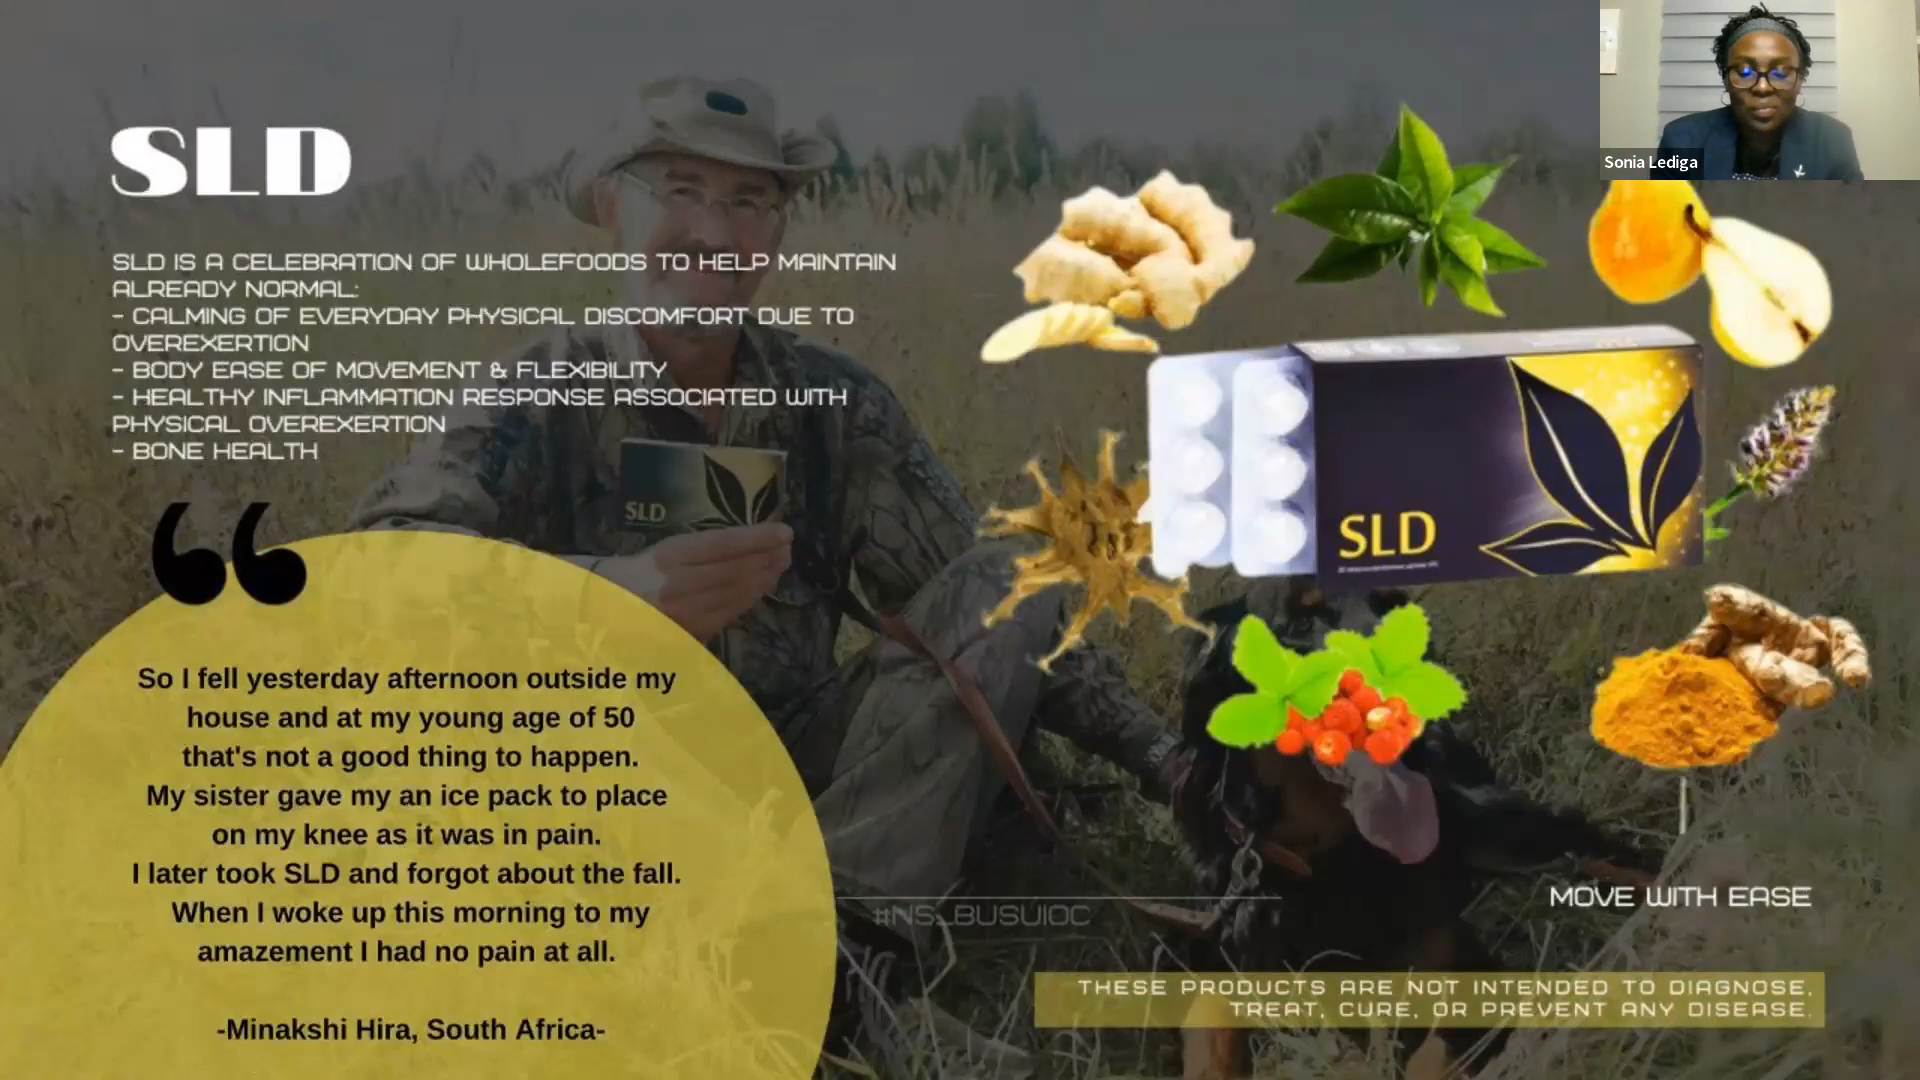 Sonia Lediga
SLD
SLD IS A CELEBRATION OF WHOLEFOODS TO HELP MAINTAIN
ALREADY NORMAL:
- CALMING OF EVERYDAY PHYSICAL DISCOMFORT DUE TO
OVEREXERTION
- BODY EASE OF MOVEMENT & FLEXIBILITY
- HEALTHY INFLAMMATION RESPONSE ASSOCIATED WITH
PHYSICAL OVEREXERTION
- BONE HEALTH
SLD
SLD
So I fell yesterday afternoon outside my
house and at my young age of 50
that's not a good thing to happen.
My sister gave my an ice pack to place
on my knee as it was in pain.
I later took SLD and forgot about the fall.
When I woke up this morning to my
amazement I had no pain at all.
-Minakshi Hira, South Africa-
#NS_BUSUIOC
MOVE WITH EASE
THESE PRODUCTS ARE NOT INTENDED TO DIAGNOSE,
TREAT, CURE, OR PREVENT ANY DISEASE.